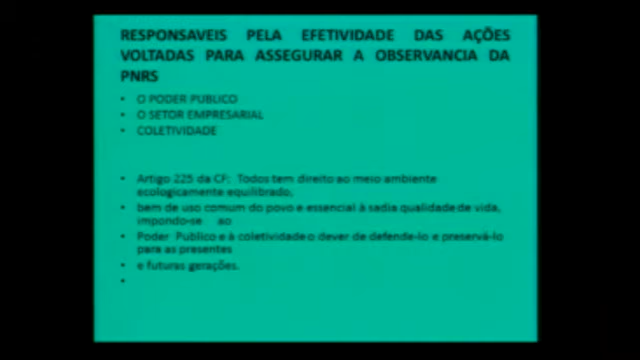 RESPONSAVEIS PELA EFETIVIDADE DAS AÇÕES
VOLTADAS PARA ASSEGURAR A OBSERVANCIA DA
PNRS
• O PODER PUBLICO
• O SETOR EMPRESARIAL
• COLETIVIDADE
• Artigo 225 da CF: Todos tem direito ao meio ambiente
ecologicamente equilibrado,
• bem de uso comum do povo e essencial à sadia qualidade de vida,
impondo-se ao
• Poder Publico e à coletividade o dever de defende-lo e preservá-lo
para as presentes
• e futuras gerações.
•